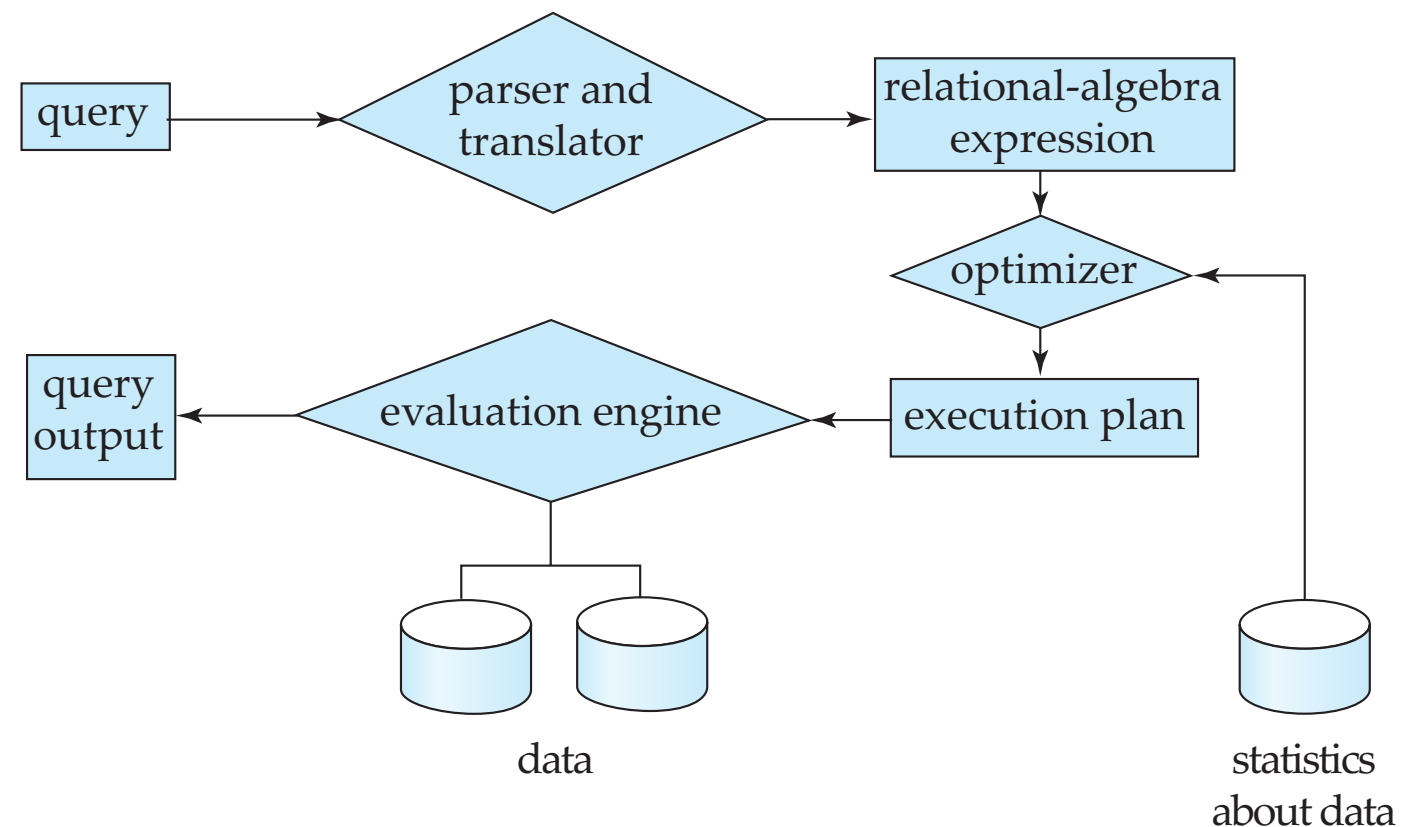 query
parser and
translator
relational-algebra
expression
optimizer
query
output
evaluation engine
execution plan
data
statistics
about data